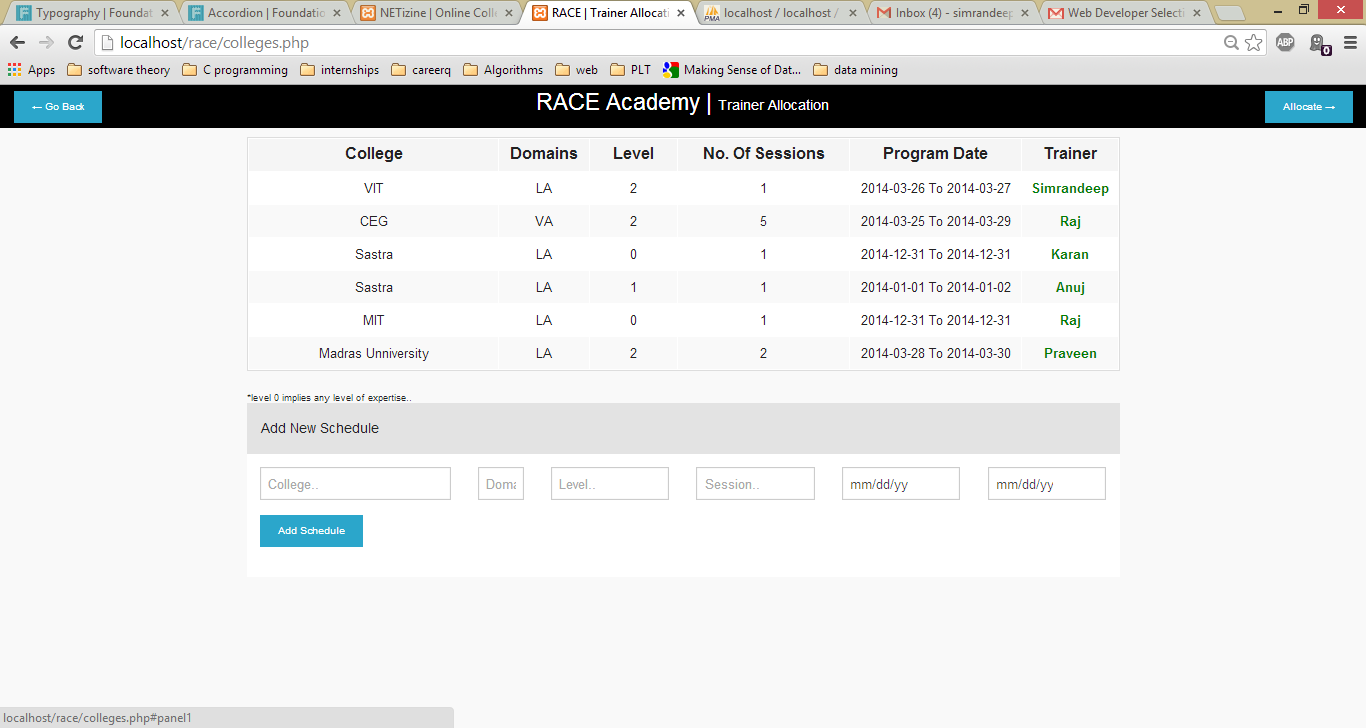 Typography | Foundat
Accordion | Foundatio
NETizine | Online Colle
RACE | Trainer Allocati
localhost / localhost /
Inbox (4) - simrandeep
Web Developer Selecti
localhost/race/colleges.php
ABP
0
Apps
software theory
C programming
internships
careerq
Algorithms
web
PLT
Making Sense of Dat...
data mining
← Go Back
RACE Academy | Trainer Allocation
Allocate →
College Domains Level No. Of Sessions Program Date Trainer
VIT LA 2 1 2014-03-26 To 2014-03-27 Simrandeep
CEG VA 2 5 2014-03-25 To 2014-03-29 Raj
Sastra LA 0 1 2014-12-31 To 2014-12-31 Karan
Sastra LA 1 1 2014-01-01 To 2014-01-02 Anuj
MIT LA 0 1 2014-12-31 To 2014-12-31 Raj
Madras Unniversity LA 2 2 2014-03-28 To 2014-03-30 Praveen
*level 0 implies any level of expertise..
Add New Schedule
College.. Doma Level.. Session.. mm/dd/yy mm/dd/yy
Add Schedule
localhost/race/colleges.php#panel1